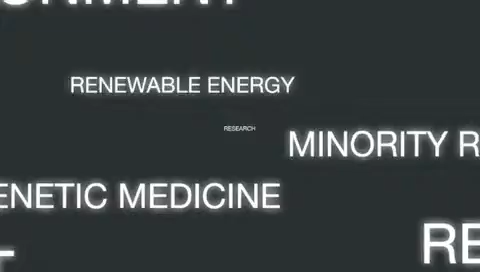 RENEWABLE ENERGY
RESEARCH
MINORITY R
ENETIC MEDICINE
RE